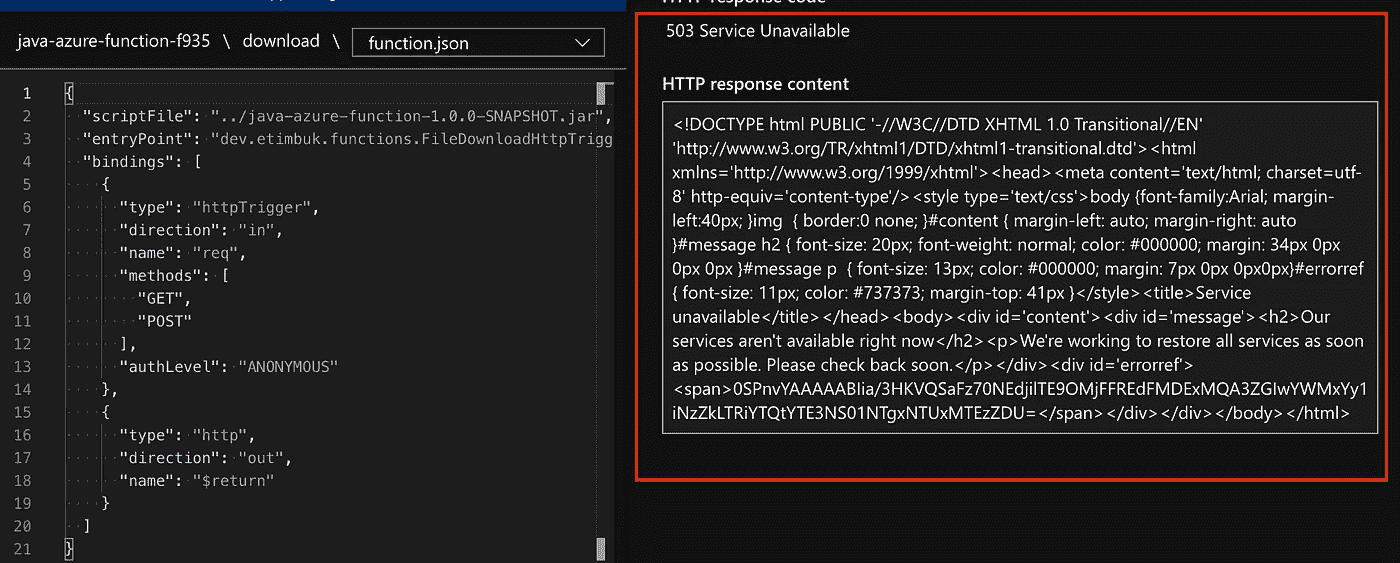 java-azure-function-f935 \ download \ function.json
1 {
2 "scriptFile": "../java-azure-function-1.0.0-SNAPSHOT.jar",
3 "entryPoint": "dev.etimbuk.functions.FileDownloadHttpTrigg
4 "bindings": [
5 {
6 "type": "httpTrigger",
7 "direction": "in",
8 "name": "req",
9 "methods": [
10 "GET",
11 "POST"
12 ],
13 "authLevel": "ANONYMOUS"
14 },
15 {
16 "type": "http",
17 "direction": "out",
18 "name": "$return"
19 }
20 ]
21 }
HTTP response code
503 Service Unavailable
HTTP response content
<!DOCTYPE html PUBLIC '-//W3C//DTD XHTML 1.0 Transitional//EN'
'http://www.w3.org/TR/xhtml1/DTD/xhtml1-transitional.dtd'><html
xmlns='http://www.w3.org/1999/xhtml'><head><meta content='text/html; charset=utf-
8' http-equiv='content-type'/><style type='text/css'>body {font-family:Arial; margin-
left:40px; }img { border:0 none; }#content { margin-left: auto; margin-right: auto
}#message h2 { font-size: 20px; font-weight: normal; color: #000000; margin: 34px 0px
0px 0px }#message p { font-size: 13px; color: #000000; margin: 7px 0px 0px0px}#errorref
{ font-size: 11px; color: #737373; margin-top: 41px }</style><title>Service
unavailable</title></head><body><div id='content'><div id='message'><h2>Our
services aren't available right now</h2><p>We're working to restore all services as soon
as possible. Please check back soon.</p></div><div id='errorref'>
<span>0SPnvYAAAAABIia/3HKVQSaFz70NEdjilTE9OMjFFREdFMDExMQA3ZGIwYWMxYy1
iNzZkLTRiYTQtYTE3NS01NTgxNTUxMTEzZDU=</span></div></div></body></html>